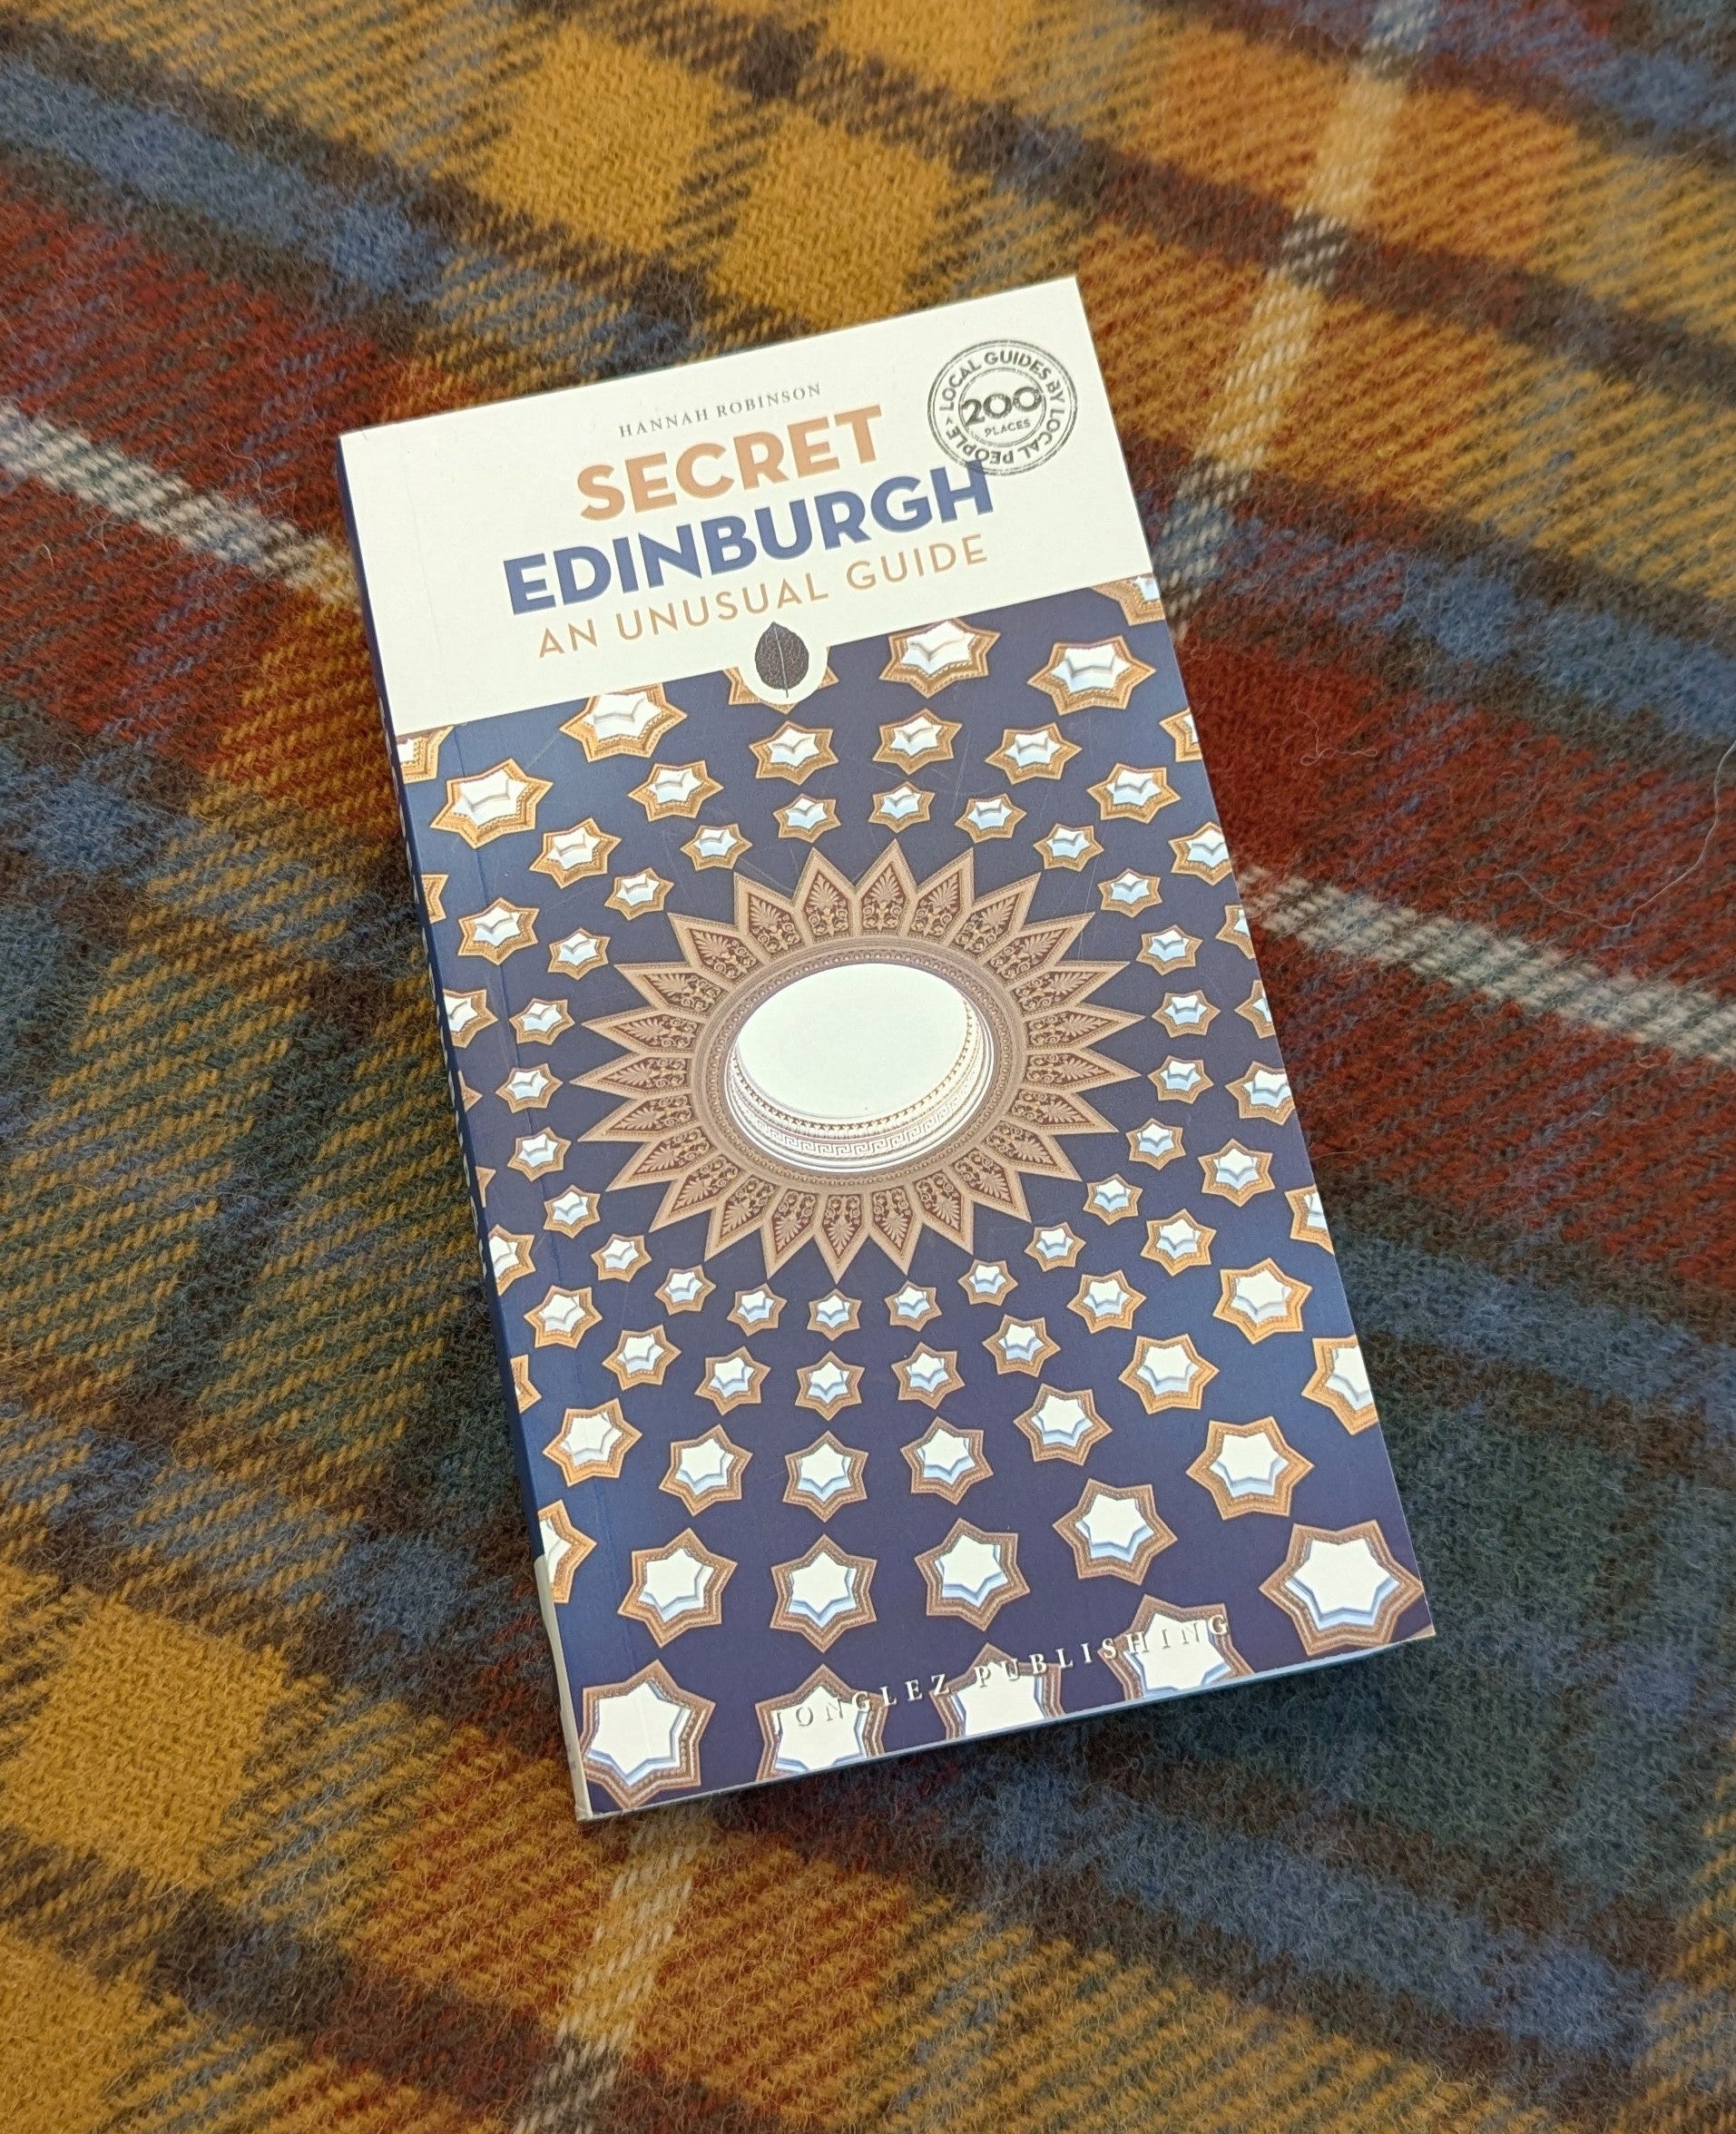 HANNAH ROBINSON
SECRET
EDINBURGH
AN UNUSUAL GUIDE
LOCAL GUIDES BY LOCAL PEOPLE
200
PLACES
JONGLEZ PUBLISHING